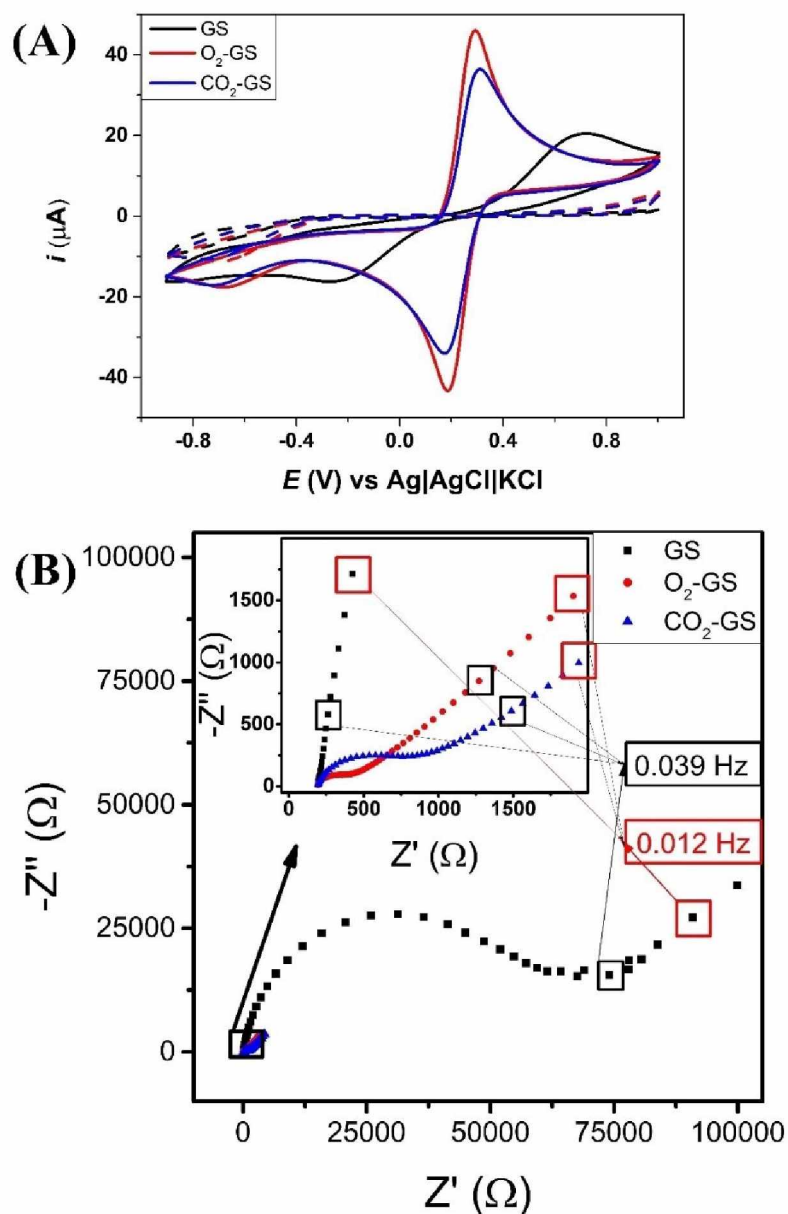 (A)
GS
O₂-GS
CO₂-GS
40
20
0
-20
-40
i (μA)
-0.8 -0.4 0.0 0.4 0.8
E (V) vs Ag|AgCl|KCl
(B)
100000
75000
50000
25000
0
-Z" (Ω)
0 25000 50000 75000 100000
Z' (Ω)
1500
1000
500
0
-Z" (Ω)
0 500 1000 1500
Z' (Ω)
GS
O₂-GS
CO₂-GS
0.039 Hz
0.012 Hz